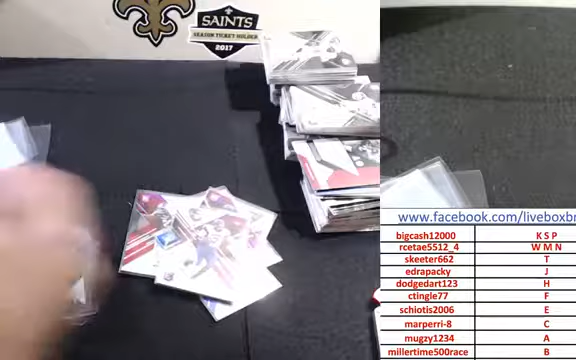 SAINTS
SEASON TICKET HOLDER
2017
www.facebook.com/liveboxbr
bigcash12000 K S P
rcetae5512_4 W M N
skeeter662 T
edrapacky J
dodgedart123 H
ctingle77 F
schiotis2006 E
marperri-8 C
mugzy1234 A
millertime500race B